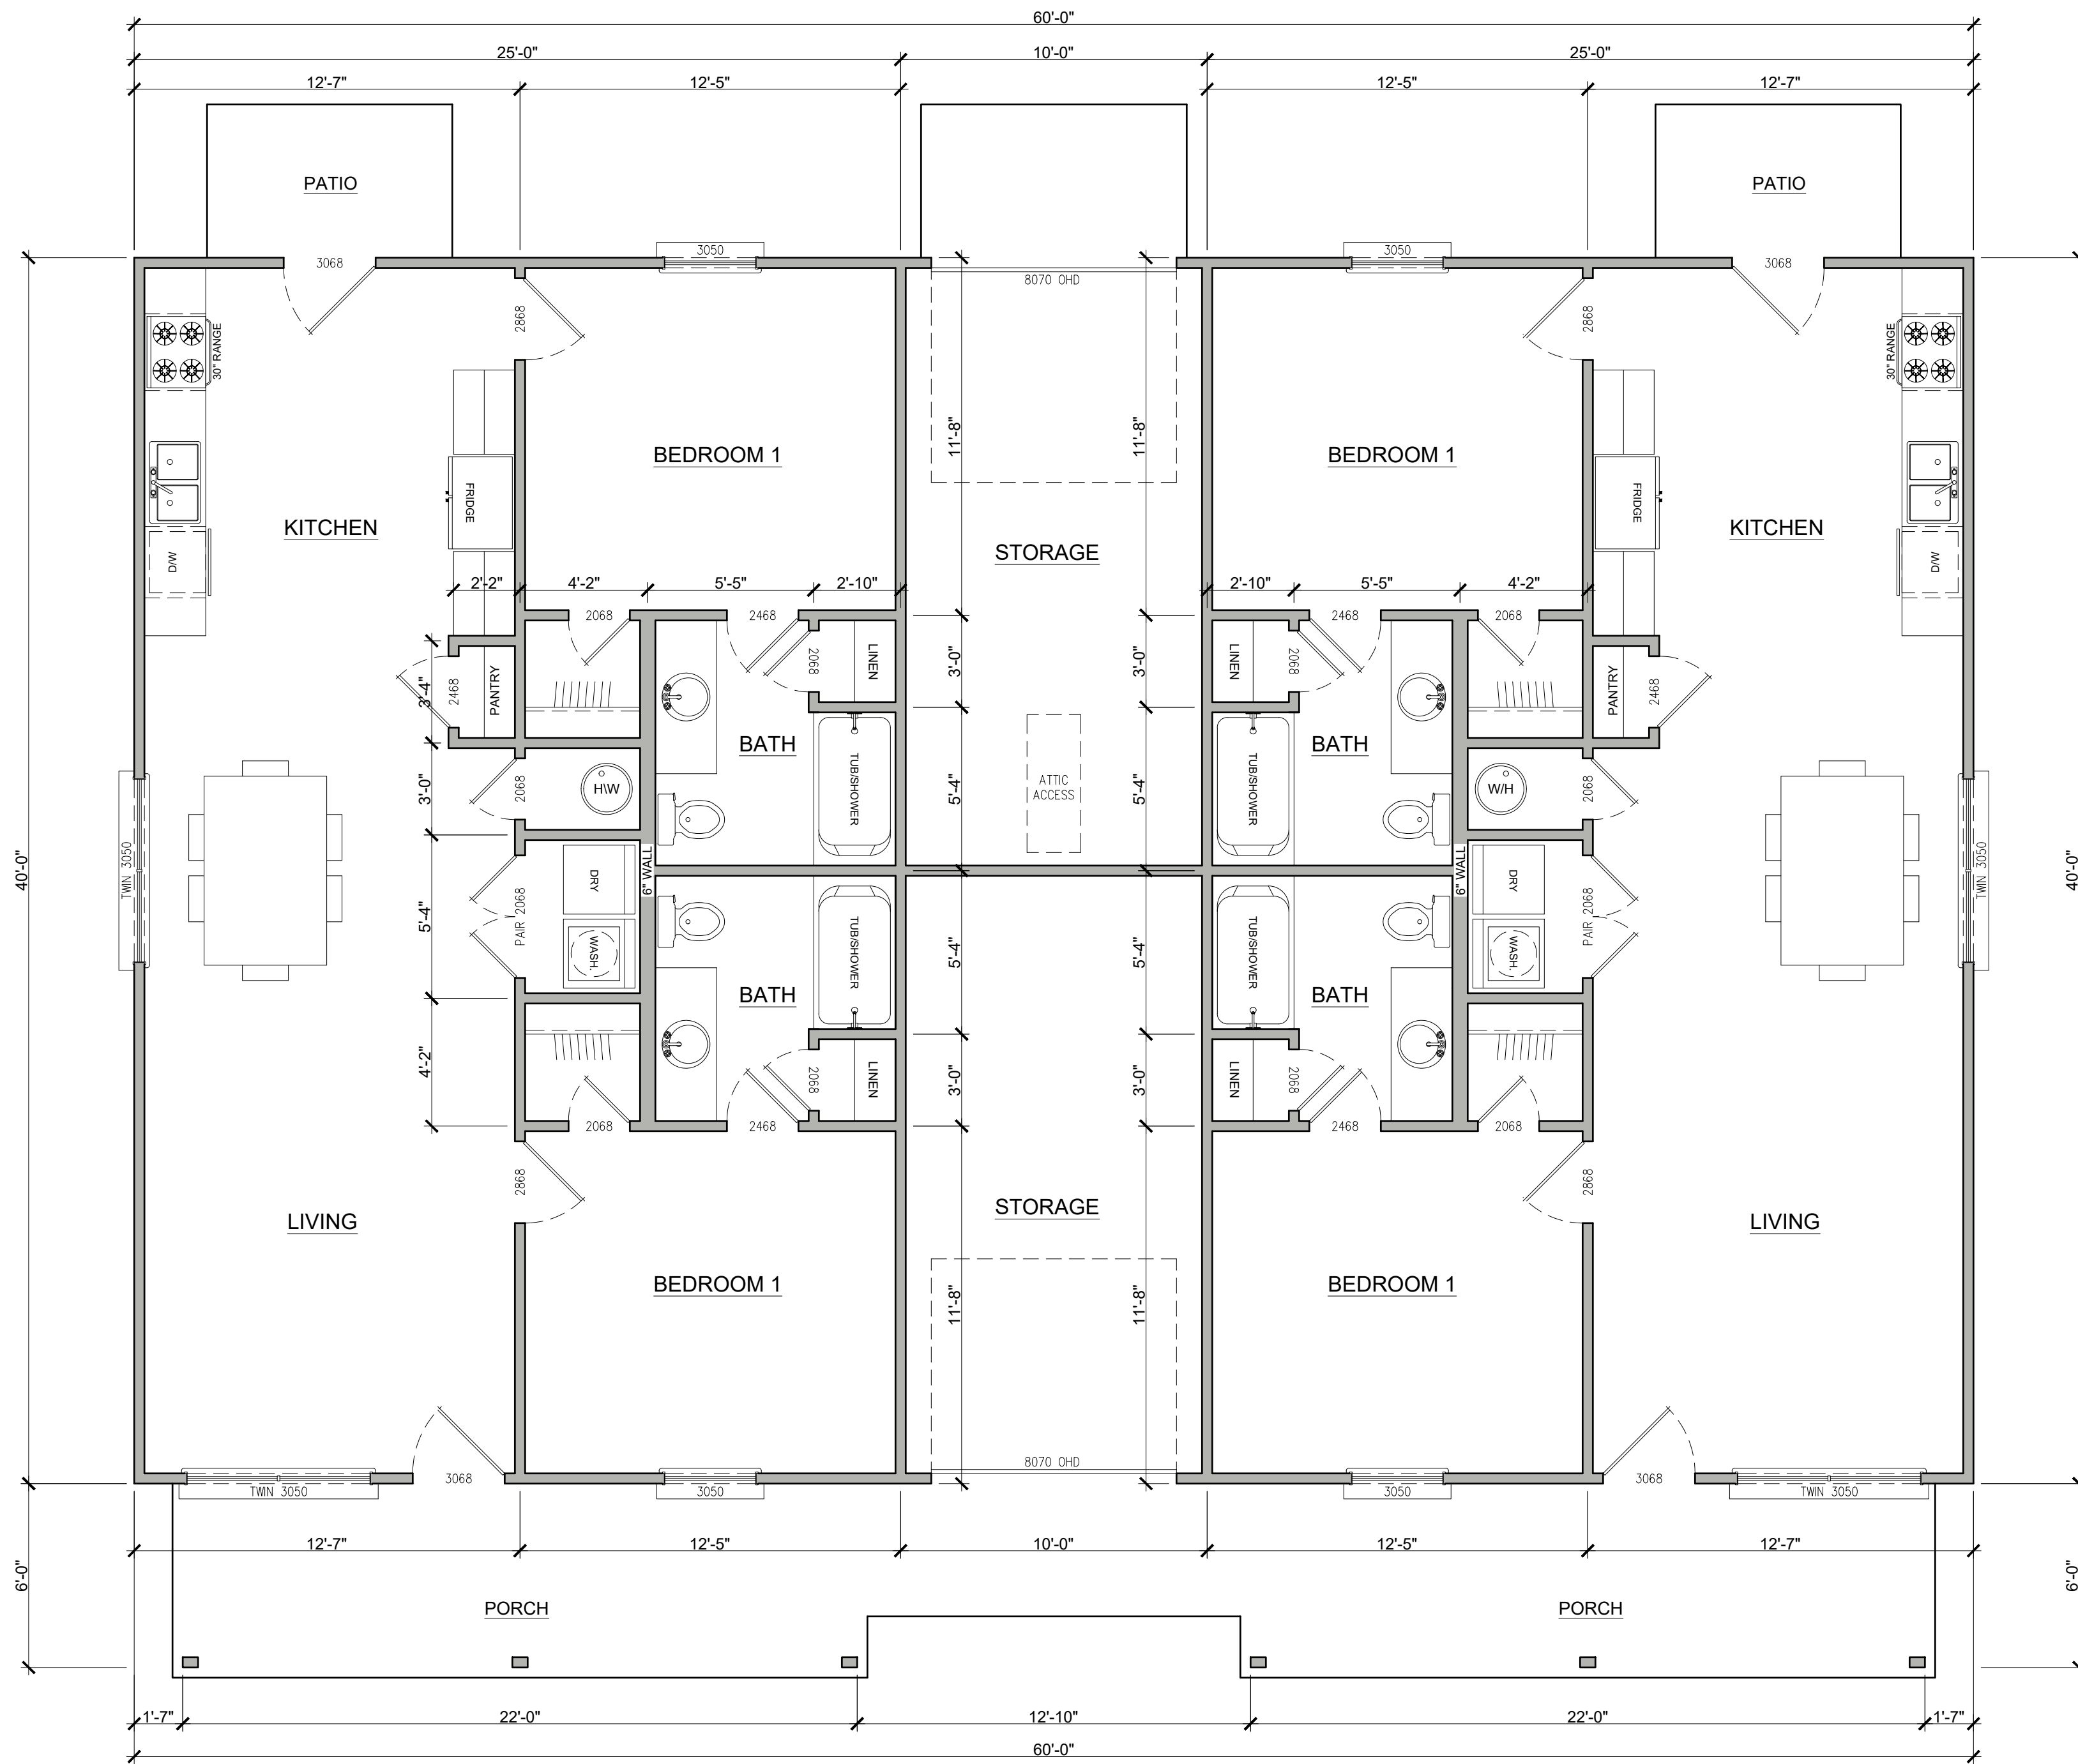 60'-0"
25'-0" 10'-0" 25'-0"
12'-7" 12'-5" 12'-5" 12'-7"
PATIO PATIO
3050 3050
3068 3068
8070 OHD
2868 2868
30" RANGE 30" RANGE
11'-8" 11'-8"
BEDROOM 1 BEDROOM 1
FRIDGE FRIDGE
KITCHEN KITCHEN
STORAGE
D/W D/W
2'-2" 4'-2" 5'-5" 2'-10" 2'-10" 5'-5" 4'-2"
2068 2468 2468 2068
2068 LINEN 3'-0" 3'-0" LINEN 2068
3'-4" 2468 PANTRY PANTRY 2468
BATH BATH
TUB/SHOWER TUB/SHOWER
3'-0" 2068 H\W 5'-4" ATTIC 5'-4" W/H 2068
ACCESS
40'-0" 40'-0"
TWIN 3050 TWIN 3050
6" WALL 6" WALL
DRY DRY
5'-4" PAIR 2068 PAIR 2068
WASH. WASH.
TUB/SHOWER 5'-4" 5'-4" TUB/SHOWER
BATH BATH
4'-2"
2068 LINEN 3'-0" 3'-0" LINEN 2068
2068 2468 2468 2068
2868 2868
STORAGE
LIVING LIVING
BEDROOM 1 BEDROOM 1
11'-8" 11'-8"
8070 OHD
3068 3068
TWIN 3050 3050 3050 TWIN 3050
12'-7" 12'-5" 10'-0" 12'-5" 12'-7"
6'-0" 6'-0"
PORCH PORCH
1'-7" 22'-0" 12'-10" 22'-0" 1'-7"
60'-0"